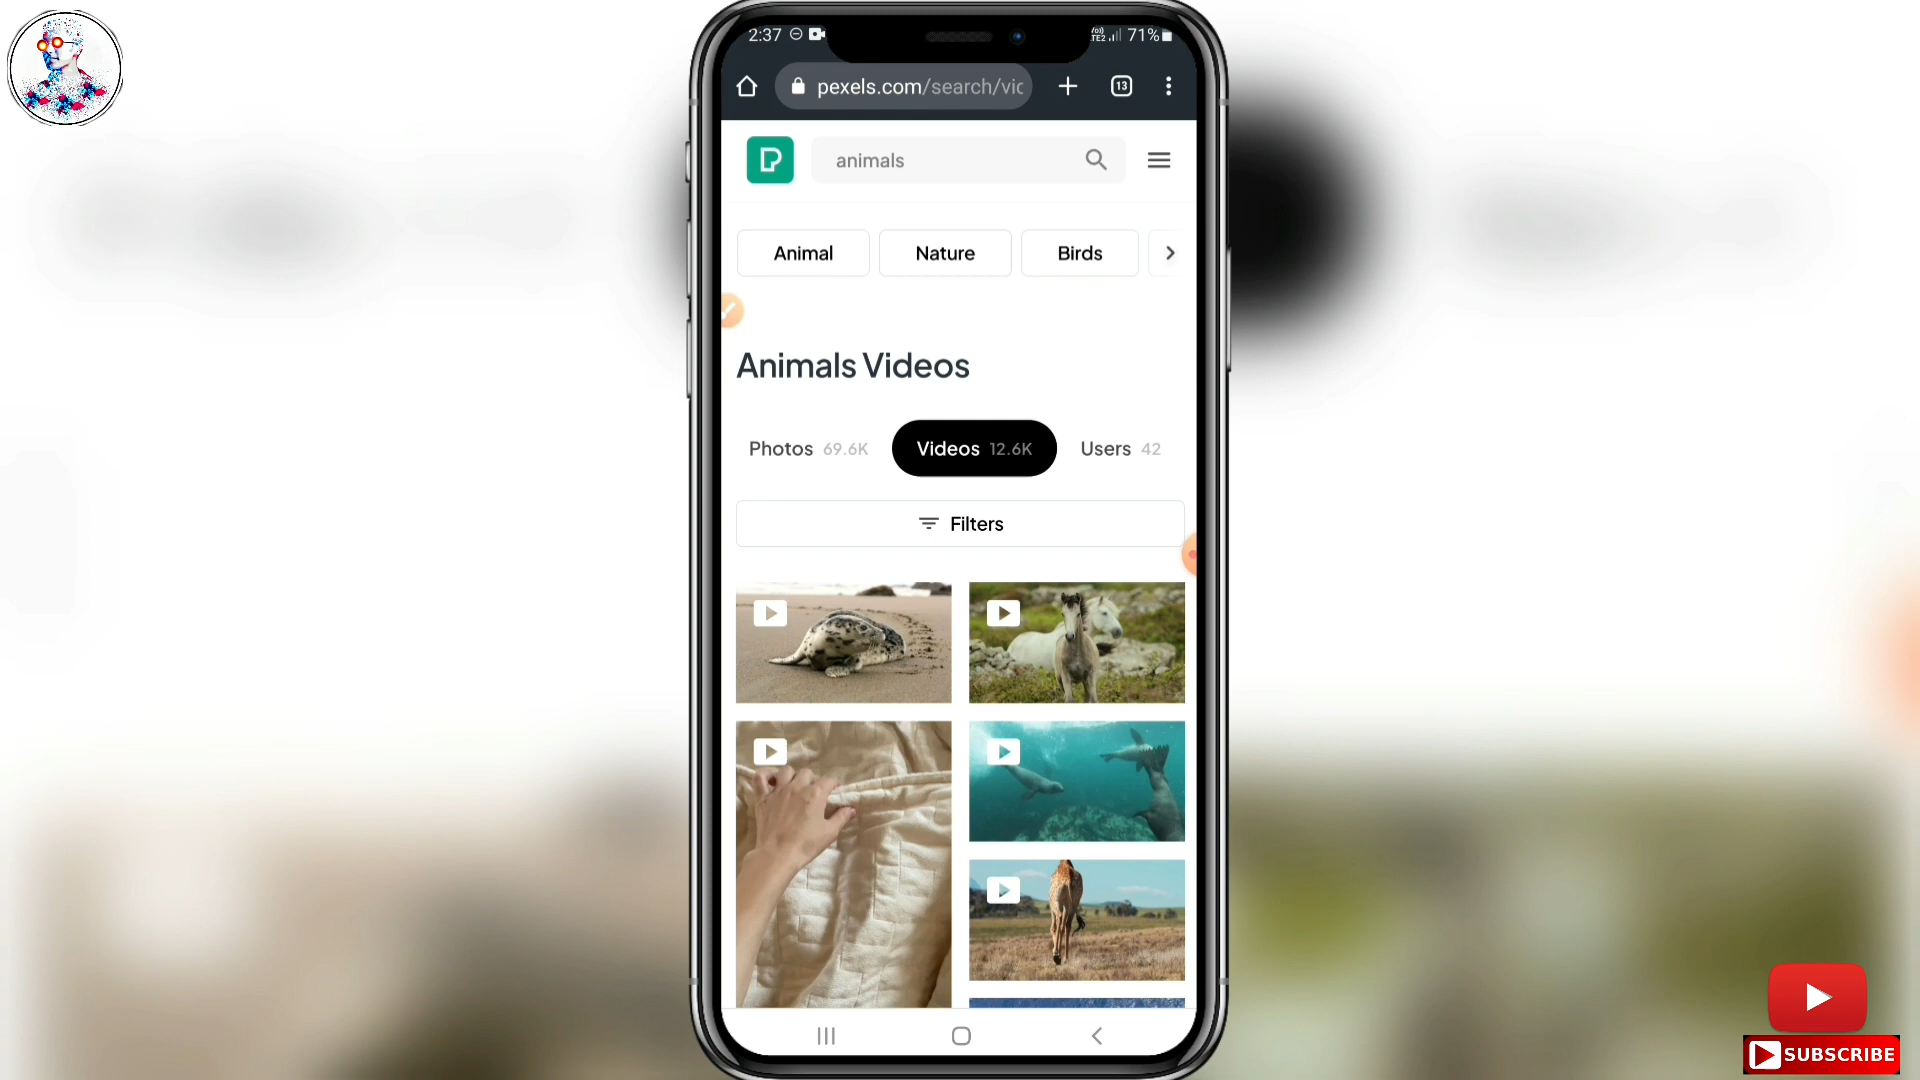 2:37 71%
pexels.com/search/vic 13
animals
Animal Nature Birds
Animals Videos
Photos 69.6K Videos 12.6K Users 42
Filters
SUBSCRIBE